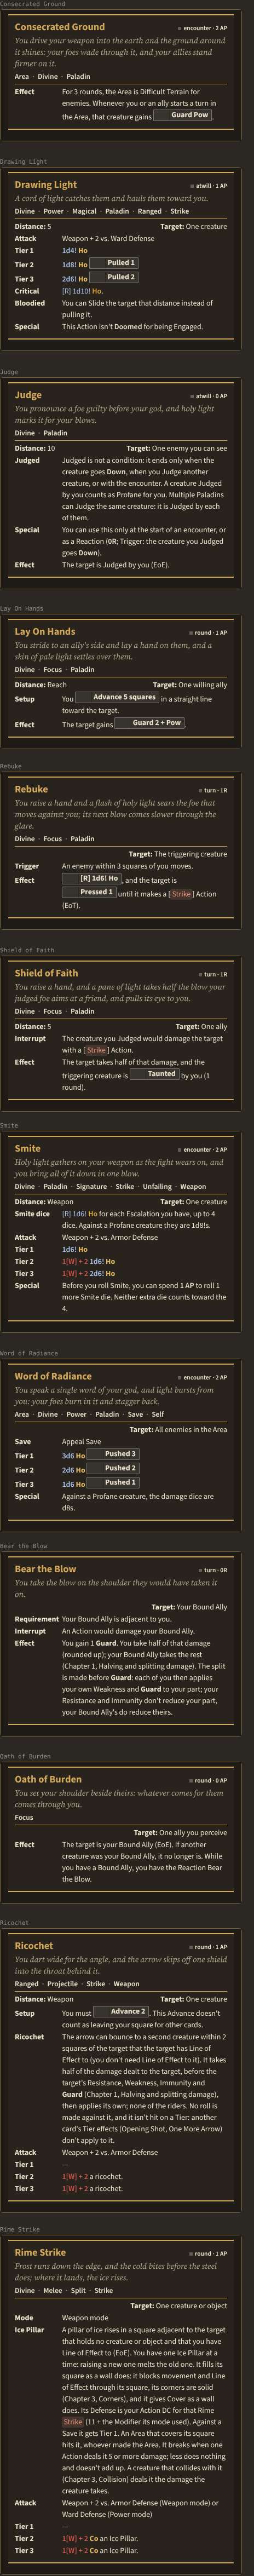 Consecrated Ground
Consecrated Ground
encounter · 2 AP
You drive your weapon into the earth and the ground around
it shines: your foes wade through it, and your allies stand
firmer on it.
Area · Divine · Paladin
Effect For 3 rounds, the Area is Difficult Terrain for
enemies. Whenever you or an ally starts a turn in
the Area, that creature gains Guard Pow.
Drawing Light
Drawing Light
atwill · 1 AP
A cord of light catches them and hauls them toward you.
Divine · Power · Magical · Paladin · Ranged · Strike
Distance: 5 Target: One creature
Attack Weapon + 2 vs. Ward Defense
Tier 1 1d4! Ho
Tier 2 1d8! Ho Pulled 1
Tier 3 2d6! Ho Pulled 2
Critical [R] 1d10! Ho.
Bloodied You can Slide the target that distance instead of
pulling it.
Special This Action isn't Doomed for being Engaged.
Judge
Judge
atwill · 0 AP
You pronounce a foe guilty before your god, and holy light
marks it for your blows.
Divine · Paladin
Distance: 10 Target: One enemy you can see
Judged Judged is not a condition: it ends only when the
creature goes Down, when you Judge another
creature, or with the encounter. A creature Judged
by you counts as Profane for you. Multiple Paladins
can Judge the same creature: it is Judged by each
of them.
Special You can use this only at the start of an encounter, or
as a Reaction (0R; Trigger: the creature you Judged
goes Down).
Effect The target is Judged by you (EoE).
Lay On Hands
Lay On Hands
round · 1 AP
You stride to an ally's side and lay a hand on them, and a
skin of pale light settles over them.
Divine · Focus · Paladin
Distance: Reach Target: One willing ally
Setup You Advance 5 squares in a straight line
toward the target.
Effect The target gains Guard 2 + Pow.
Rebuke
Rebuke
turn · 1R
You raise a hand and a flash of holy light sears the foe that
moves against you; its next blow comes slower through the
glare.
Divine · Focus · Paladin
Target: The triggering creature
Trigger An enemy within 3 squares of you moves.
Effect [R] 1d6! Ho, and the target is
Pressed 1 until it makes a [Strike] Action
(EoT).
Shield of Faith
Shield of Faith
turn · 1R
You raise a hand, and a pane of light takes half the blow your
judged foe aims at a friend, and pulls its eye to you.
Divine · Focus · Paladin
Distance: 5 Target: One ally
Interrupt The creature you Judged would damage the target
with a [Strike] Action.
Effect The target takes half of that damage, and the
triggering creature is Taunted by you (1
round).
Smite
Smite
encounter · 2 AP
Holy light gathers on your weapon as the fight wears on, and
you bring all of it down in one blow.
Divine · Paladin · Signature · Strike · Unfailing · Weapon
Distance: Weapon Target: One creature
Smite dice [R] 1d6! Ho for each Escalation you have, up to 4
dice. Against a Profane creature they are 1d8!s.
Attack Weapon + 2 vs. Armor Defense
Tier 1 1d6! Ho
Tier 2 1[W] + 2 1d6! Ho
Tier 3 1[W] + 2 2d6! Ho
Special Before you roll Smite, you can spend 1 AP to roll 1
more Smite die. Neither extra die counts toward the
4.
Word of Radiance
Word of Radiance
encounter · 2 AP
You speak a single word of your god, and light bursts from
you; your foes burn in it and stagger back.
Area · Divine · Power · Paladin · Save · Self
Target: All enemies in the Area
Save Appeal Save
Tier 1 3d6 Ho Pushed 3
Tier 2 2d6 Ho Pushed 2
Tier 3 1d6 Ho Pushed 1
Special Against a Profane creature, the damage dice are
d8s.
Bear the Blow
Bear the Blow
turn · 0R
You take the blow on the shoulder they would have taken it
on.
Target: Your Bound Ally
Requirement Your Bound Ally is adjacent to you.
Interrupt An Action would damage your Bound Ally.
Effect You gain 1 Guard. You take half of that damage
(rounded up); your Bound Ally takes the rest
(Chapter 1, Halving and splitting damage). The split
is made before Guard: each of you then applies
your own Weakness and Guard to your part; your
Resistance and Immunity don't reduce your part,
your Bound Ally's do reduce theirs.
Oath of Burden
Oath of Burden
round · 0 AP
You set your shoulder beside theirs: whatever comes for them
comes through you.
Focus
Target: One ally you perceive
Effect The target is your Bound Ally (EoE). If another
creature was your Bound Ally, it no longer is. While
you have a Bound Ally, you have the Reaction Bear
the Blow.
Ricochet
Ricochet
round · 1 AP
You dart wide for the angle, and the arrow skips off one shield
into the throat behind it.
Ranged · Projectile · Strike · Weapon
Distance: Weapon Target: One creature
Setup You must Advance 2. This Advance doesn't
count as leaving your square for other cards.
Ricochet The arrow can bounce to a second creature within 2
squares of the target that the target has Line of
Effect to (you don't need Line of Effect to it). It takes
half of the damage dealt to the target, before the
target's Resistance, Weakness, Immunity and
Guard (Chapter 1, Halving and splitting damage),
then applies its own; none of the riders. No roll is
made against it, and it isn't hit on a Tier: another
card's Tier effects (Opening Shot, One More Arrow)
don't apply to it.
Attack Weapon + 2 vs. Armor Defense
Tier 1 —
Tier 2 1[W] + 2 a ricochet.
Tier 3 1[W] + 2 a ricochet.
Rime Strike
Rime Strike
round · 1 AP
Frost runs down the edge, and the cold bites before the steel
does; where it lands, the ice rises.
Divine · Melee · Split · Strike
Target: One creature or object
Mode Weapon mode
Ice Pillar A pillar of ice rises in a square adjacent to the target
that holds no creature or object and that you have
Line of Effect to (EoE). You have one Ice Pillar at a
time: raising a new one melts the old one. It fills its
square as a wall does: it blocks movement and Line
of Effect through its square, its corners are solid
(Chapter 3, Corners), and it gives Cover as a wall
does. Its Defense is your Action DC for that Rime
Strike (11 + the Modifier its mode used). Against a
Save it gets Tier 1. An Area that covers its square
hits it, whoever made the Area. It breaks when one
Action deals it 5 or more damage; less does nothing
and doesn't add up. A creature that collides with it
(Chapter 3, Collision) deals it the damage the
creature takes.
Attack Weapon + 2 vs. Armor Defense (Weapon mode) or
Ward Defense (Power mode)
Tier 1 —
Tier 2 1[W] + 2 Co an Ice Pillar.
Tier 3 1[W] + 2 Co an Ice Pillar.